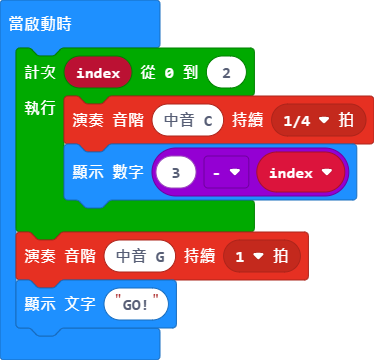 當啟動時
計次 index 從 0 到 2
執行
演奏 音階 中音 C 持續 1/4 拍
顯示 數字 3 - index
演奏 音階 中音 G 持續 1 拍
顯示 文字 "GO!"